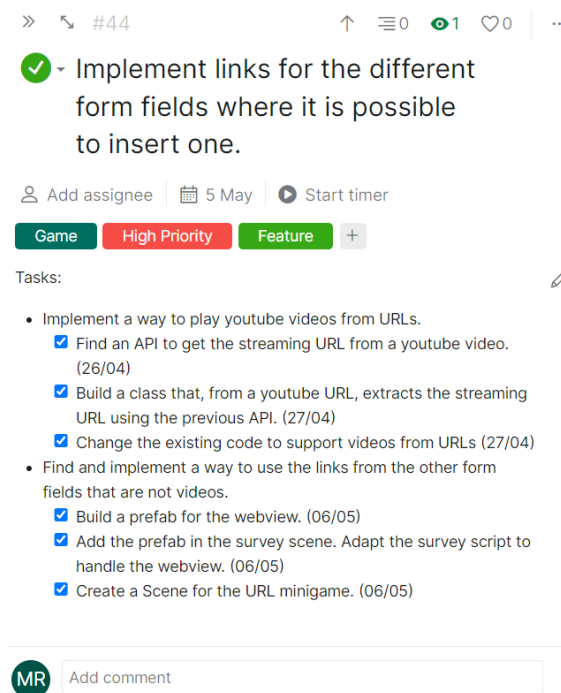 #44
0
1
0
Implement links for the different
form fields where it is possible
to insert one.
Add assignee
5 May
Start timer
Game
High Priority
Feature
+
Tasks:
• Implement a way to play youtube videos from URLs.
Find an API to get the streaming URL from a youtube video.
(26/04)
Build a class that, from a youtube URL, extracts the streaming
URL using the previous API. (27/04)
Change the existing code to support videos from URLs (27/04)
• Find and implement a way to use the links from the other form
fields that are not videos.
Build a prefab for the webview. (06/05)
Add the prefab in the survey scene. Adapt the survey script to
handle the webview. (06/05)
Create a Scene for the URL minigame. (06/05)
MR
Add comment